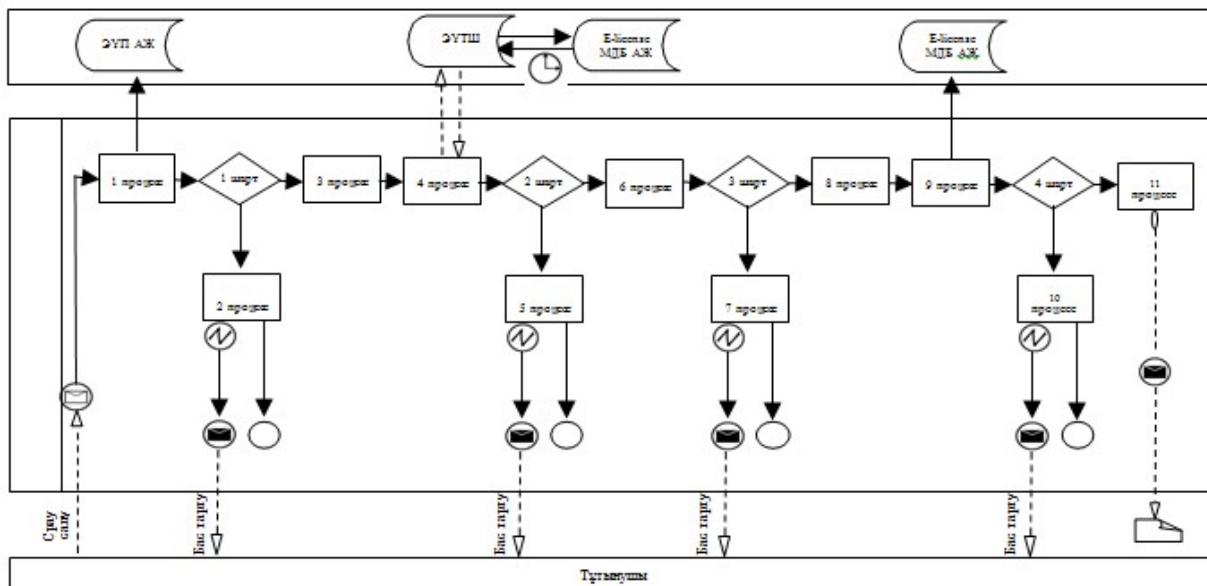 ЭҮП АЖ
ЭҮТШ
E-license
МДБ АЖ
E-license
МДБ АЖ
1 процесс
1 шарт
3 процесс
4 процесс
2 шарт
6 процесс
3 шарт
8 процесс
9 процесс
4 шарт
11
процесс
2 процесс
5 процесс
7 процесс
10
процесс
Сұрау
салу
Бас тарту
Бас тарту
Бас тарту
Бас тарту
Тұтынушы